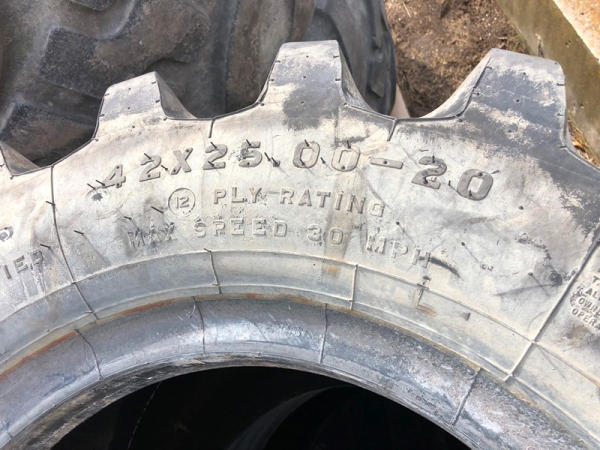 42X25.00-20
12 PLY RATING
MAX SPEED 30 MPH